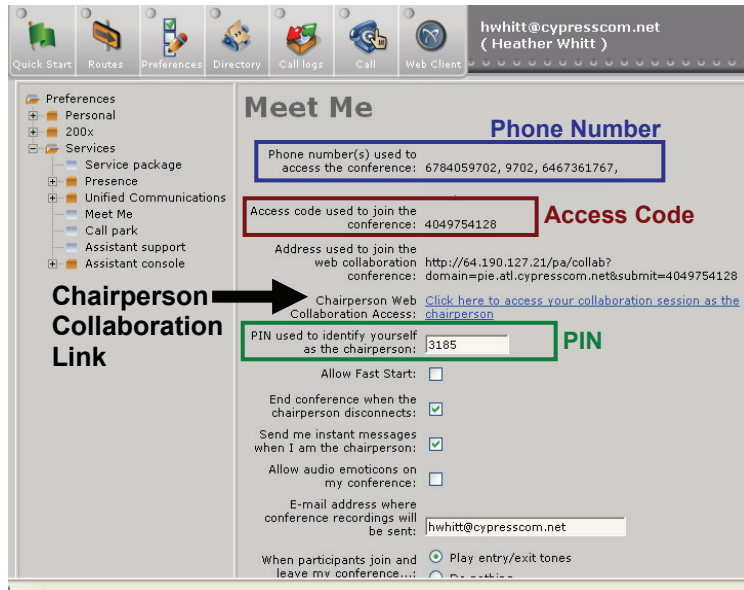 hwhitt@cypresscom.net
( Heather Whitt )
Quick Start
Routes
Preferences
Directory
Call logs
Call
Web Client
Preferences
Personal
200x
Services
Service package
Presence
Unified Communications
Meet Me
Call park
Assistant support
Assistant console
Chairperson
Collaboration
Link
Meet Me
Phone Number
Phone number(s) used to
access the conference: 6784059702, 9702, 6467361767,
Access code used to join the
conference: 4049754128
Access Code
Address used to join the
web collaboration http://64.190.127.21/pa/collab?
conference: domain=pie.atl.cypresscom.net&submit=4049754128
Chairperson Web Click here to access your collaboration session as the
Collaboration Access: chairperson
PIN used to identify yourself
as the chairperson: 3185
PIN
Allow Fast Start:
End conference when the
chairperson disconnects:
Send me instant messages
when I am the chairperson:
Allow audio emoticons on
my conference:
E-mail address where
conference recordings will
be sent: hwhitt@cypresscom.net
When participants join and Play entry/exit tones
leave my conference...: Do nothing